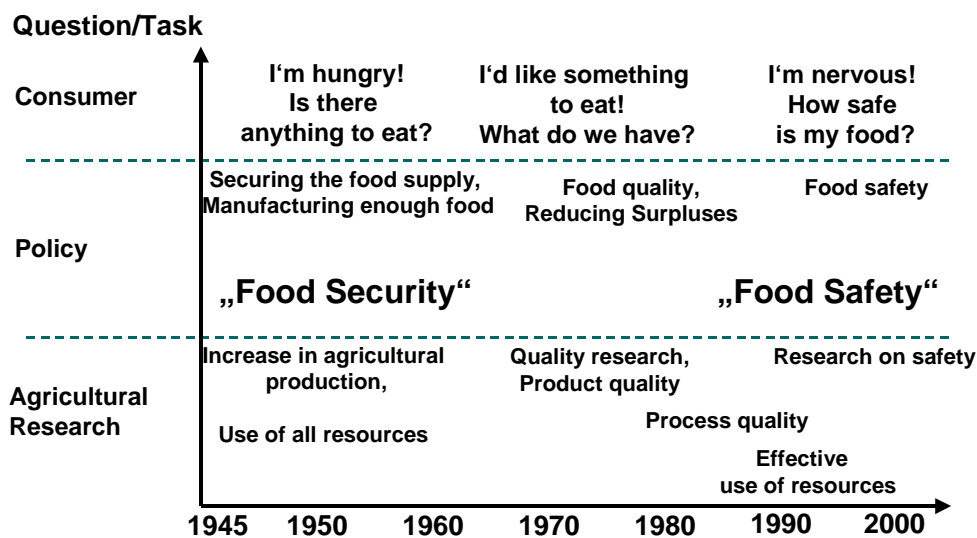 Question/Task
Consumer
I‘m hungry!
Is there
anything to eat?
I‘d like something
to eat!
What do we have?
I‘m nervous!
How safe
is my food?
Policy
Securing the food supply,
Manufacturing enough food
Food quality,
Reducing Surpluses
Food safety
„Food Security“
„Food Safety“
Agricultural
Research
Increase in agricultural
production,
Use of all resources
Quality research,
Product quality
Process quality
Research on safety
Effective
use of resources
1945 1950 1960 1970 1980 1990 2000